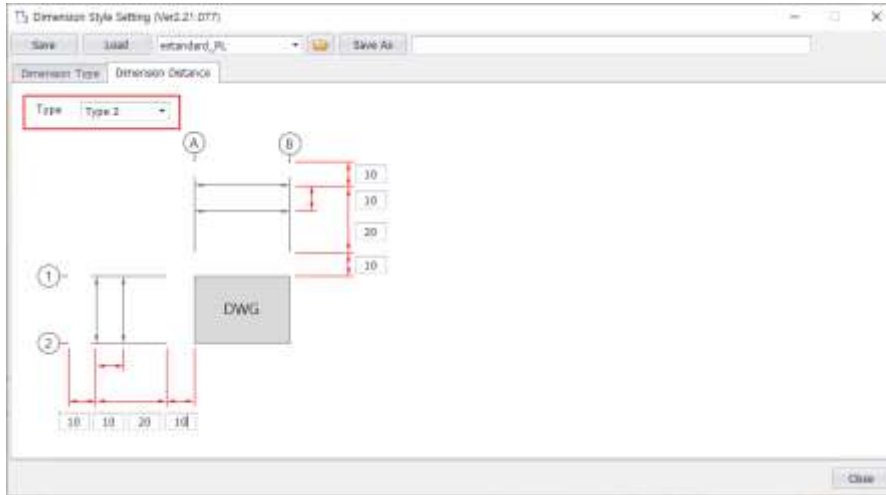 Dimension Style Setting (Ver2.21.077)
Save Load estandard_PL Save As
Dimension Type Dimension Distance
Type Type 2
A B
10
10
20
10
1
DWG
2
10 10 20 10
Close